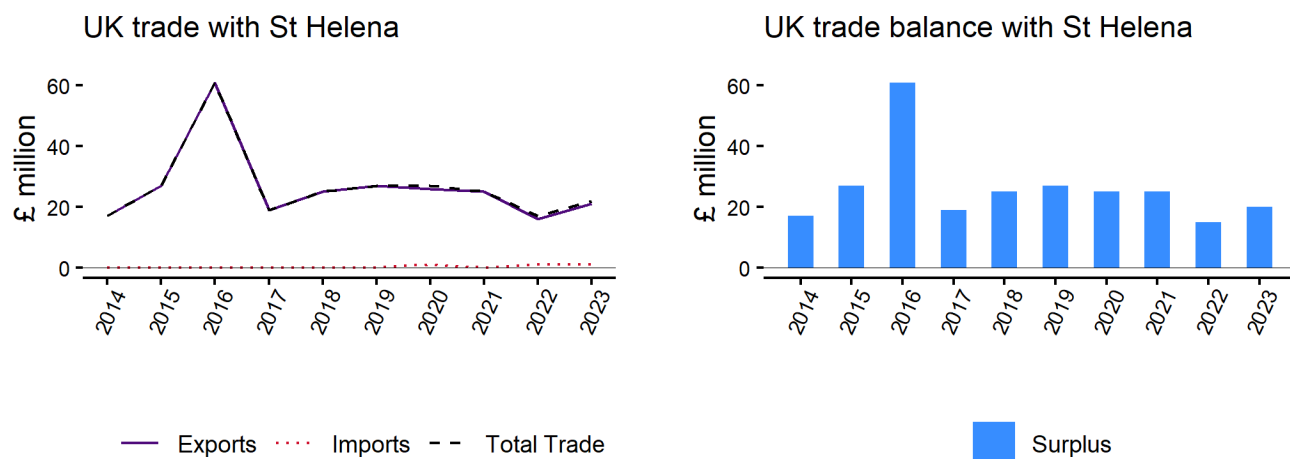 UK trade with St Helena
£ million
60
40
20
0
2014 2015 2016 2017 2018 2019 2020 2021 2022 2023
Exports Imports Total Trade
UK trade balance with St Helena
£ million
60
40
20
0
2014 2015 2016 2017 2018 2019 2020 2021 2022 2023
Surplus